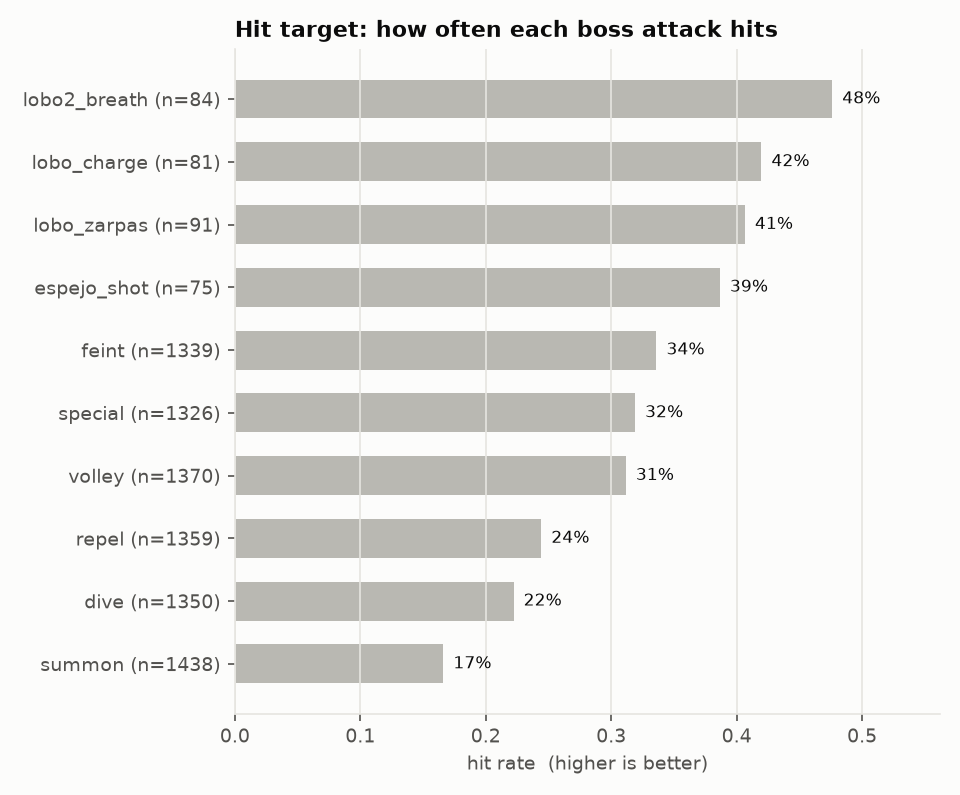 Hit target: how often each boss attack hits
lobo2_breath (n=84) 48%
lobo_charge (n=81) 42%
lobo_zarpas (n=91) 41%
espejo_shot (n=75) 39%
feint (n=1339) 34%
special (n=1326) 32%
volley (n=1370) 31%
repel (n=1359) 24%
dive (n=1350) 22%
summon (n=1438) 17%
0.0 0.1 0.2 0.3 0.4 0.5
hit rate  (higher is better)